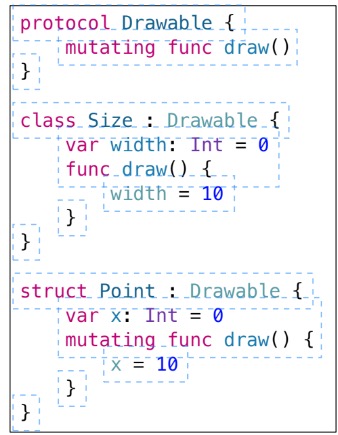 protocol Drawable {
    mutating func draw()
}
class Size : Drawable {
    var width: Int = 0
    func draw() {
        width = 10
    }
}
struct Point : Drawable {
    var x: Int = 0
    mutating func draw() {
        x = 10
    }
}